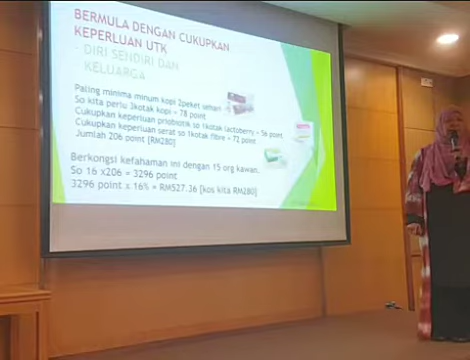 BERMULA DENGAN CUKUPKAN
KEPERLUAN UTK
- DIRI SENDIRI DAN
KELUARGA
Paling minima minum kopi 2peket sehari
So kita perlu 3kotak kopi = 78 point
Cukupkan keperluan priobiotik so 1kotak lactoberry = 56 point
Cukupkan keperluan serat so 1kotak fibre = 72 point
Jumlah 206 point [RM280]
Berkongsi kefahaman ini dengan 15 org kawan.
So 16 x206 = 3296 point
3296 point x 16% = RM527.36 [kos kita RM280]